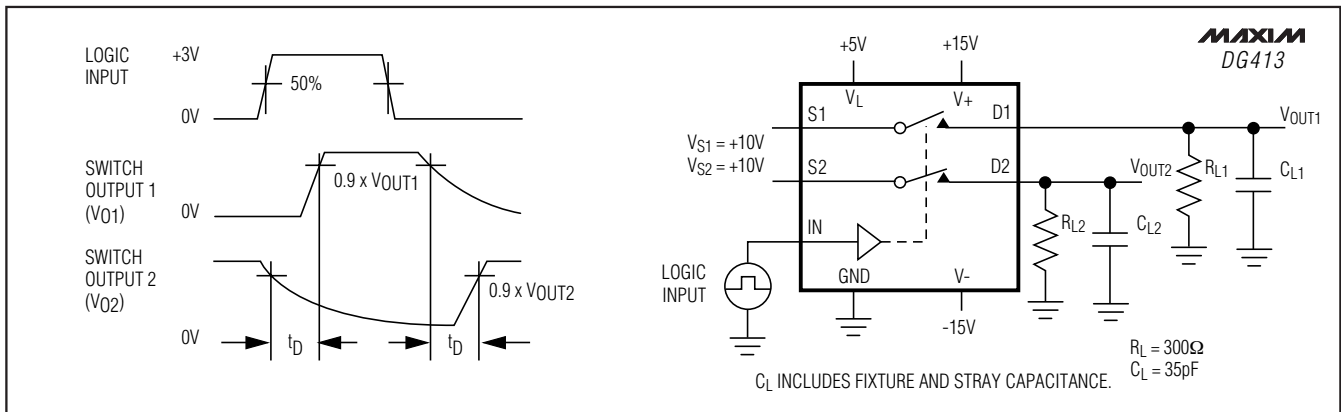 LOGIC
INPUT
+3V
50%
0V
SWITCH
OUTPUT 1
(VO1)
0V
0.9 x VOUT1
SWITCH
OUTPUT 2
(VO2)
0V
0.9 x VOUT2
tD
tD
MAXIM
DG413
+5V
+15V
VL
V+
S1
D1
VOUT1
VS1 = +10V
VS2 = +10V
S2
D2
VOUT2
RL1
CL1
RL2
CL2
IN
LOGIC
INPUT
GND
V-
-15V
RL = 300Ω
CL = 35pF
CL INCLUDES FIXTURE AND STRAY CAPACITANCE.